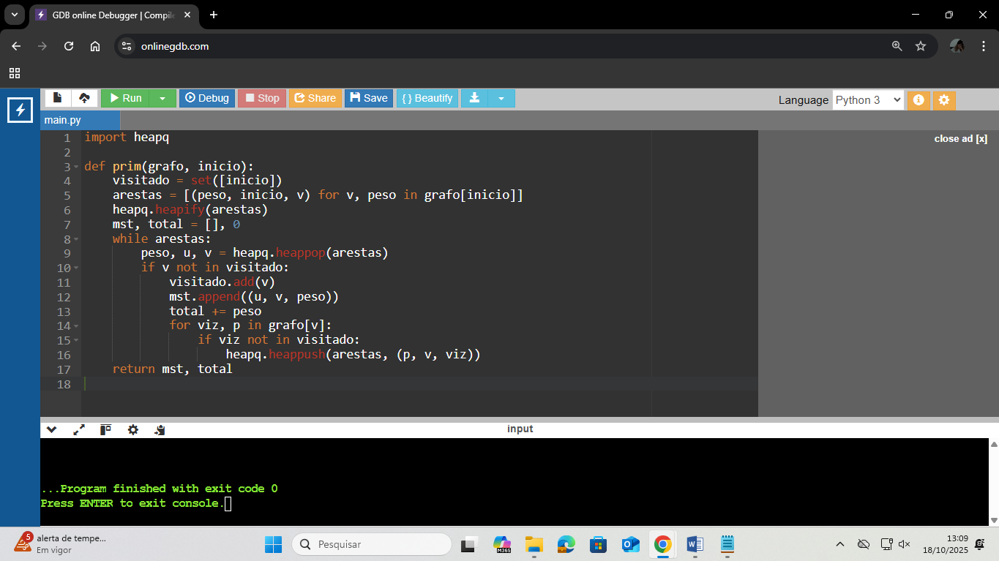 GDB online Debugger | Compile
onlinegdb.com
Run Debug Stop Share Save { } Beautify Language Python 3
main.py
close ad [x]
1 import heapq
2
3 def prim(grafo, inicio):
4     visitado = set([inicio])
5     arestas = [(peso, inicio, v) for v, peso in grafo[inicio]]
6     heapq.heapify(arestas)
7     mst, total = [], 0
8     while arestas:
9         peso, u, v = heapq.heappop(arestas)
10         if v not in visitado:
11             visitado.add(v)
12             mst.append((u, v, peso))
13             total += peso
14             for viz, p in grafo[v]:
15                 if viz not in visitado:
16                     heapq.heappush(arestas, (p, v, viz))
17     return mst, total
18
input
...Program finished with exit code 0
Press ENTER to exit console.
5
alerta de tempe...
Em vigor
Pesquisar
M365
13:09
18/10/2025